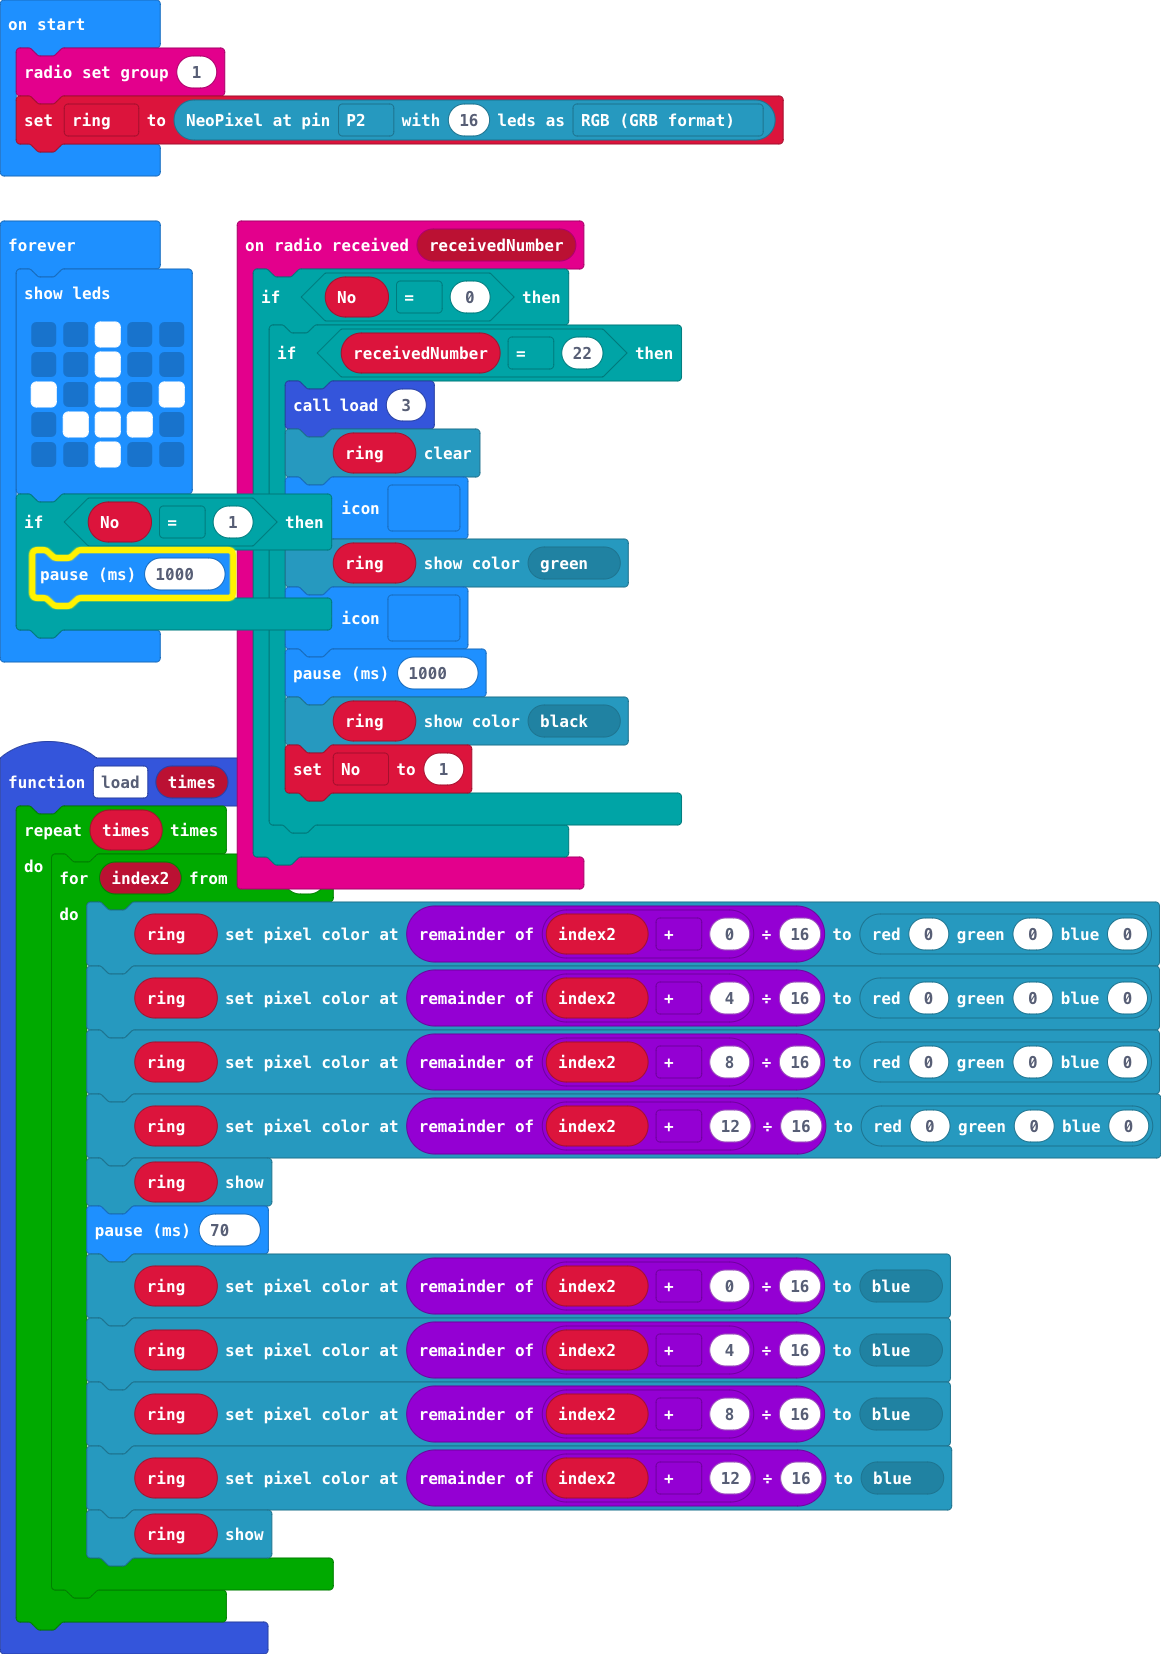 on start
radio set group 1
set ring to NeoPixel at pin P2 with 16 leds as RGB (GRB format)
forever
show leds
if No = 1 then
pause (ms) 1000
on radio received receivedNumber
if No = 0 then
if receivedNumber = 22 then
call load 3
ring clear
icon
ring show color green
icon
pause (ms) 1000
ring show color black
set No to 1
function load times
repeat times times
do for index2 from
do ring set pixel color at remainder of index2 + 0 ÷ 16 to red 0 green 0 blue 0
ring set pixel color at remainder of index2 + 4 ÷ 16 to red 0 green 0 blue 0
ring set pixel color at remainder of index2 + 8 ÷ 16 to red 0 green 0 blue 0
ring set pixel color at remainder of index2 + 12 ÷ 16 to red 0 green 0 blue 0
ring show
pause (ms) 70
ring set pixel color at remainder of index2 + 0 ÷ 16 to blue
ring set pixel color at remainder of index2 + 4 ÷ 16 to blue
ring set pixel color at remainder of index2 + 8 ÷ 16 to blue
ring set pixel color at remainder of index2 + 12 ÷ 16 to blue
ring show